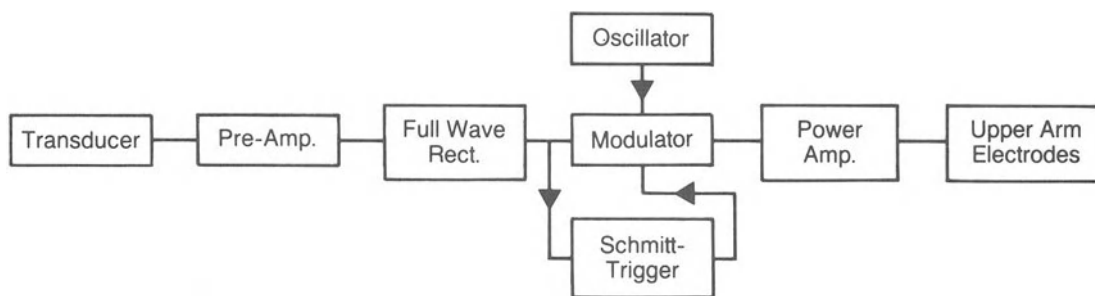 Oscillator
Transducer
Pre-Amp.
Full Wave
Rect.
Modulator
Power
Amp.
Upper Arm
Electrodes
Schmitt-
Trigger